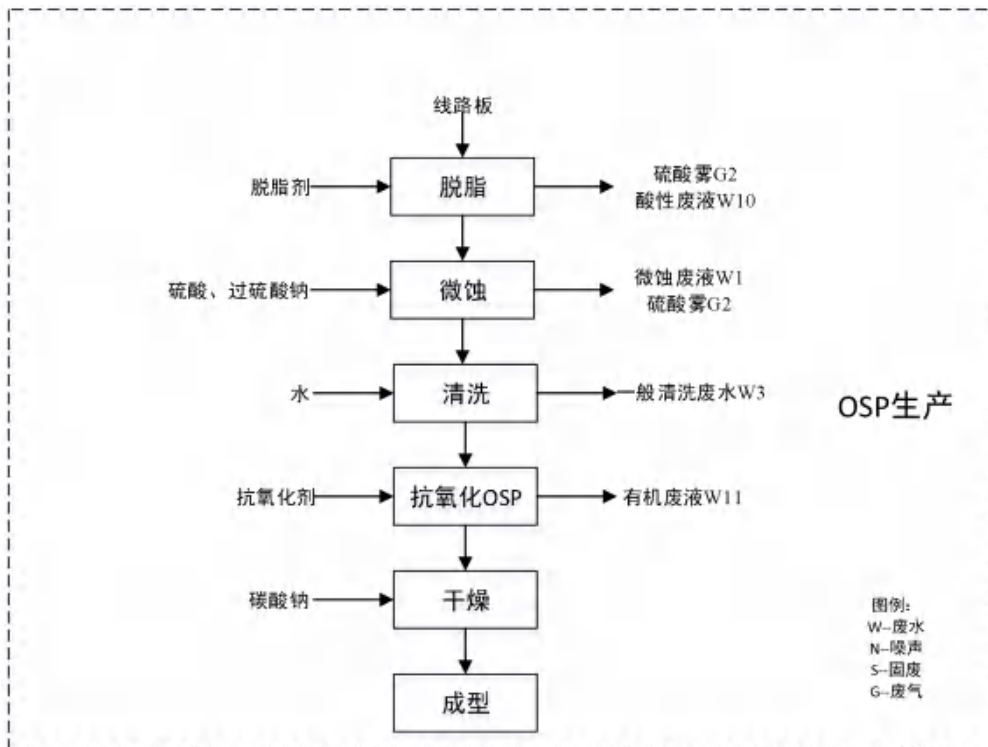 线路板
脱脂剂
脱脂
硫酸雾G2
酸性废液W10
硫酸、过硫酸钠
微蚀
微蚀废液W1
硫酸雾G2
水
清洗
一般清洗废水W3
OSP生产
抗氧化剂
抗氧化OSP
有机废液W11
碳酸钠
干燥
成型
图例：
W--废水
N--噪声
S--固废
G--废气